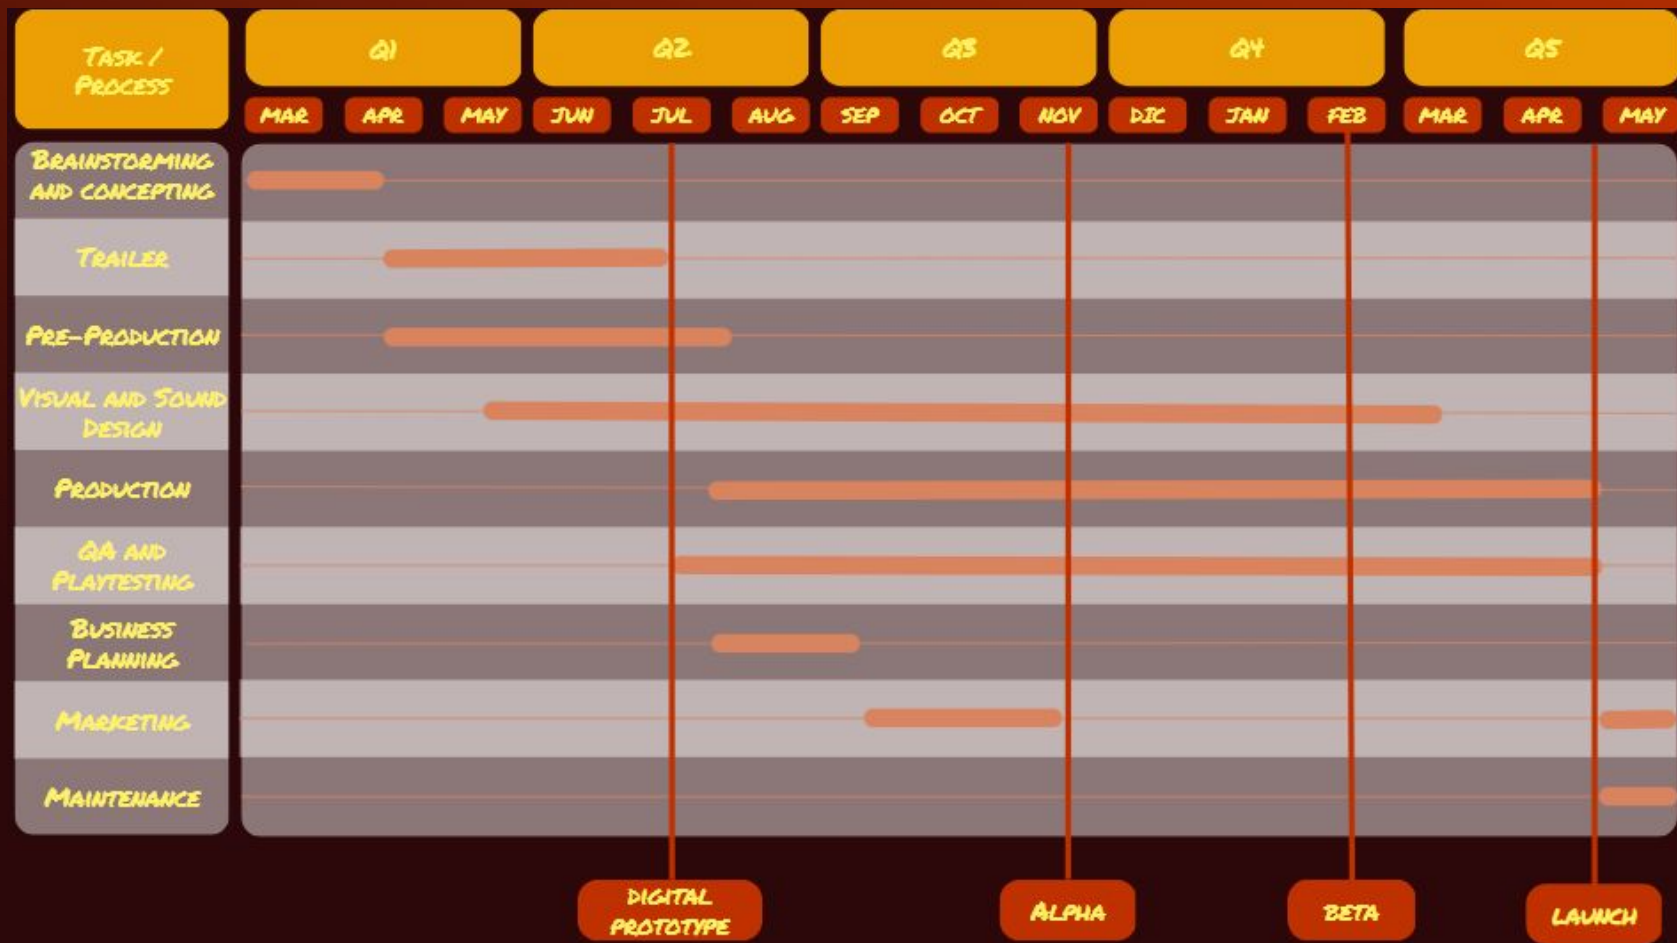 Task /
Process
Q1
Q2
Q3
Q4
Q5
MAR
APR
MAY
JUN
JUL
AUG
SEP
OCT
NOV
DIC
JAN
FEB
MAR
APR
MAY
Brainstorming
and concepting
Trailer
Pre-Production
Visual and Sound
Design
Production
QA and
Playtesting
Business
Planning
Marketing
Maintenance
digital
prototype
Alpha
beta
launch